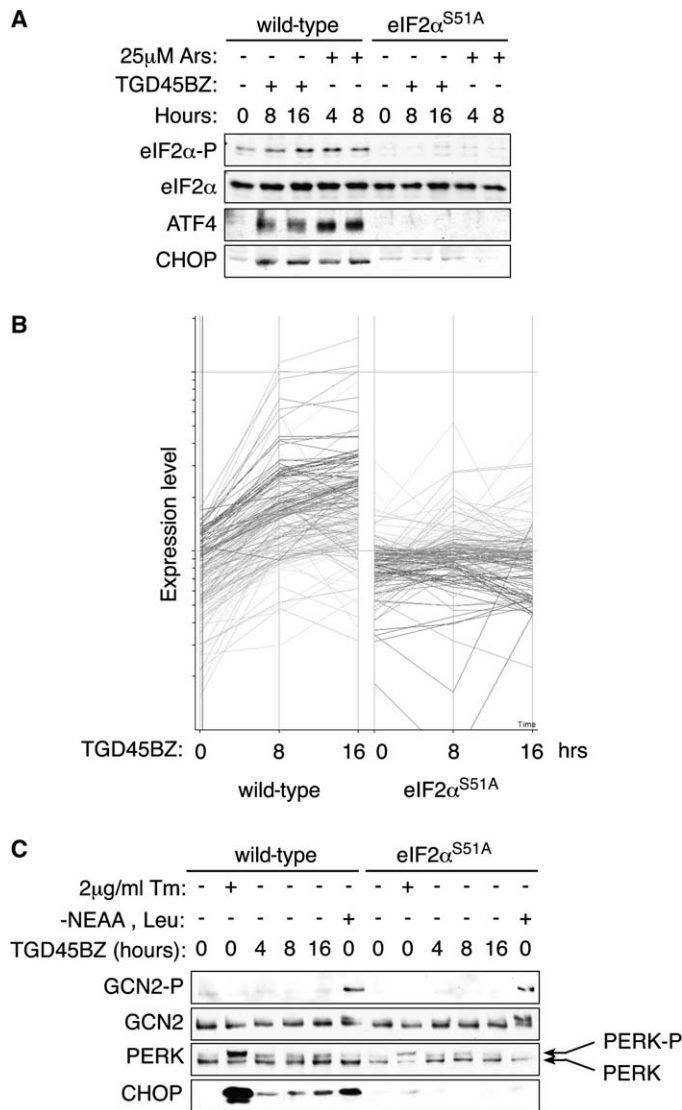 A
wild-type eIF2α^S51A
25μM Ars: - - - + + - - - + +
TGD45BZ: - + + - - - + + - -
Hours: 0 8 16 4 8 0 8 16 4 8
eIF2α-P
eIF2α
ATF4
CHOP
B
Expression level
Time
TGD45BZ: 0 8 16 0 8 16 hrs
wild-type eIF2α^S51A
C
wild-type eIF2α^S51A
2μg/ml Tm: - + - - - - - + - - - -
-NEAA , Leu: - - - - - + - - - - - +
TGD45BZ (hours): 0 0 4 8 16 0 0 0 4 8 16 0
GCN2-P
GCN2
PERK PERK-P
PERK
CHOP